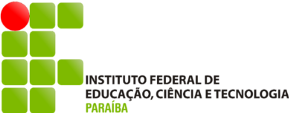 INSTITUTO FEDERAL DE
EDUCAÇÃO, CIÊNCIA E TECNOLOGIA
PARAÍBA